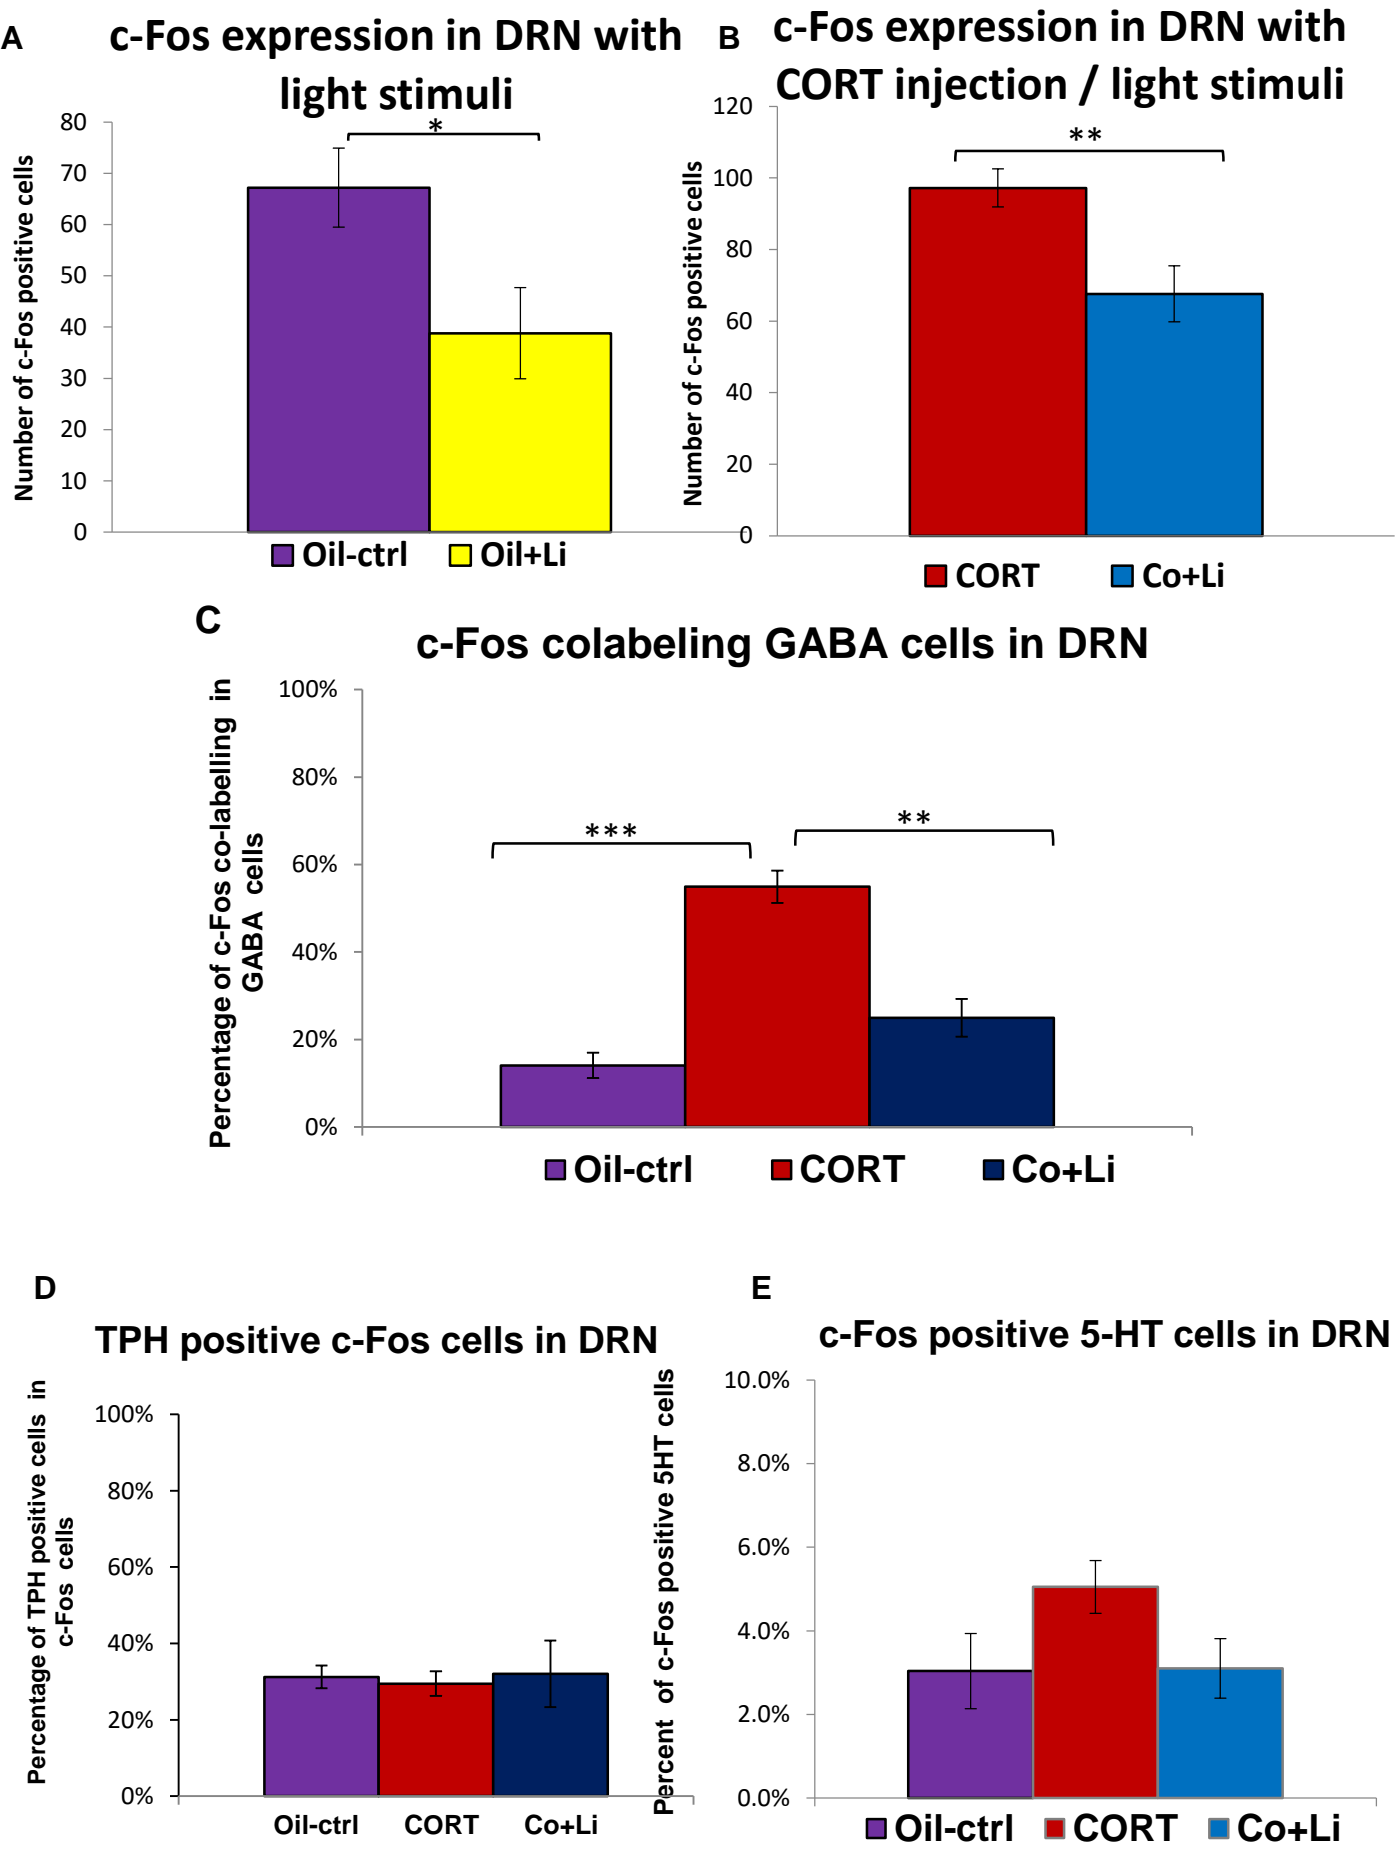 A
c-Fos expression in DRN with
light stimuli
80
70
60
50
40
30
20
10
0
Number of c-Fos positive cells
*
Oil-ctrl
Oil+Li
B
c-Fos expression in DRN with
CORT injection / light stimuli
120
100
80
60
40
20
0
Number of c-Fos positive cells
**
CORT
Co+Li
C
c-Fos colabeling GABA cells in DRN
100%
80%
60%
40%
20%
0%
Percentage of c-Fos co-labelling in
GABA cells
***
**
Oil-ctrl
CORT
Co+Li
D
TPH positive c-Fos cells in DRN
100%
80%
60%
40%
20%
0%
Percentage of TPH positive cells in
c-Fos cells
Oil-ctrl
CORT
Co+Li
E
c-Fos positive 5-HT cells in DRN
10.0%
8.0%
6.0%
4.0%
2.0%
0.0%
Percent of c-Fos positive 5HT cells
Oil-ctrl
CORT
Co+Li